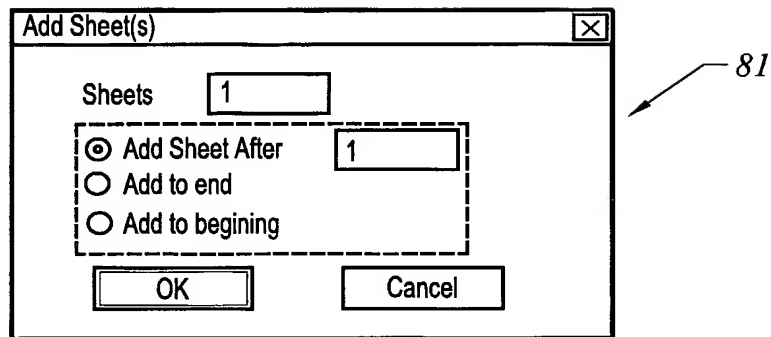 Add Sheet(s)
81
Sheets 1
Add Sheet After 1
Add to end
Add to begining
OK Cancel